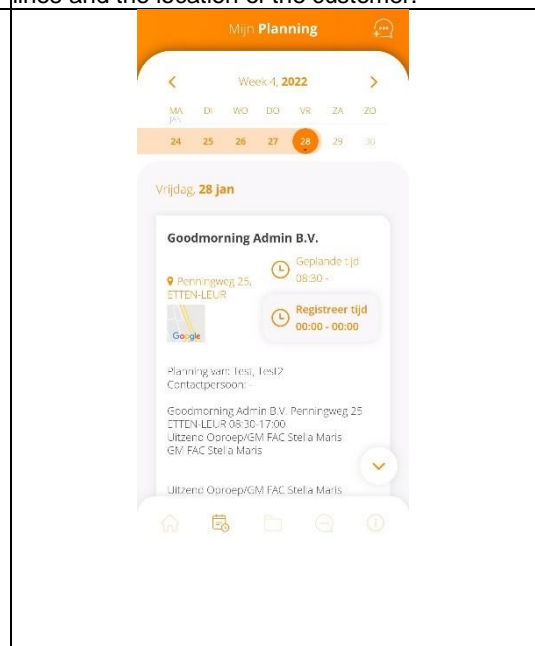 lines and the location of the customer.
Mijn Planning
Week 4, 2022
MA DI WO DO VR ZA ZO
JAN
24 25 26 27 28 29 30
Vrijdag, 28 jan
Goodmorning Admin B.V.
Penningweg 25,
ETTEN-LEUR
Geplande tijd
08:30 -
Registreer tijd
00:00 - 00:00
Google
Planning van: Test, Test2
Contactpersoon: -
Goodmorning Admin B.V. Penningweg 25
ETTEN-LEUR 08:30-17:00
Uitzend Oproep/GM FAC Stella Maris
GM FAC Stella Maris
Uitzend Oproep/GM FAC Stella Maris